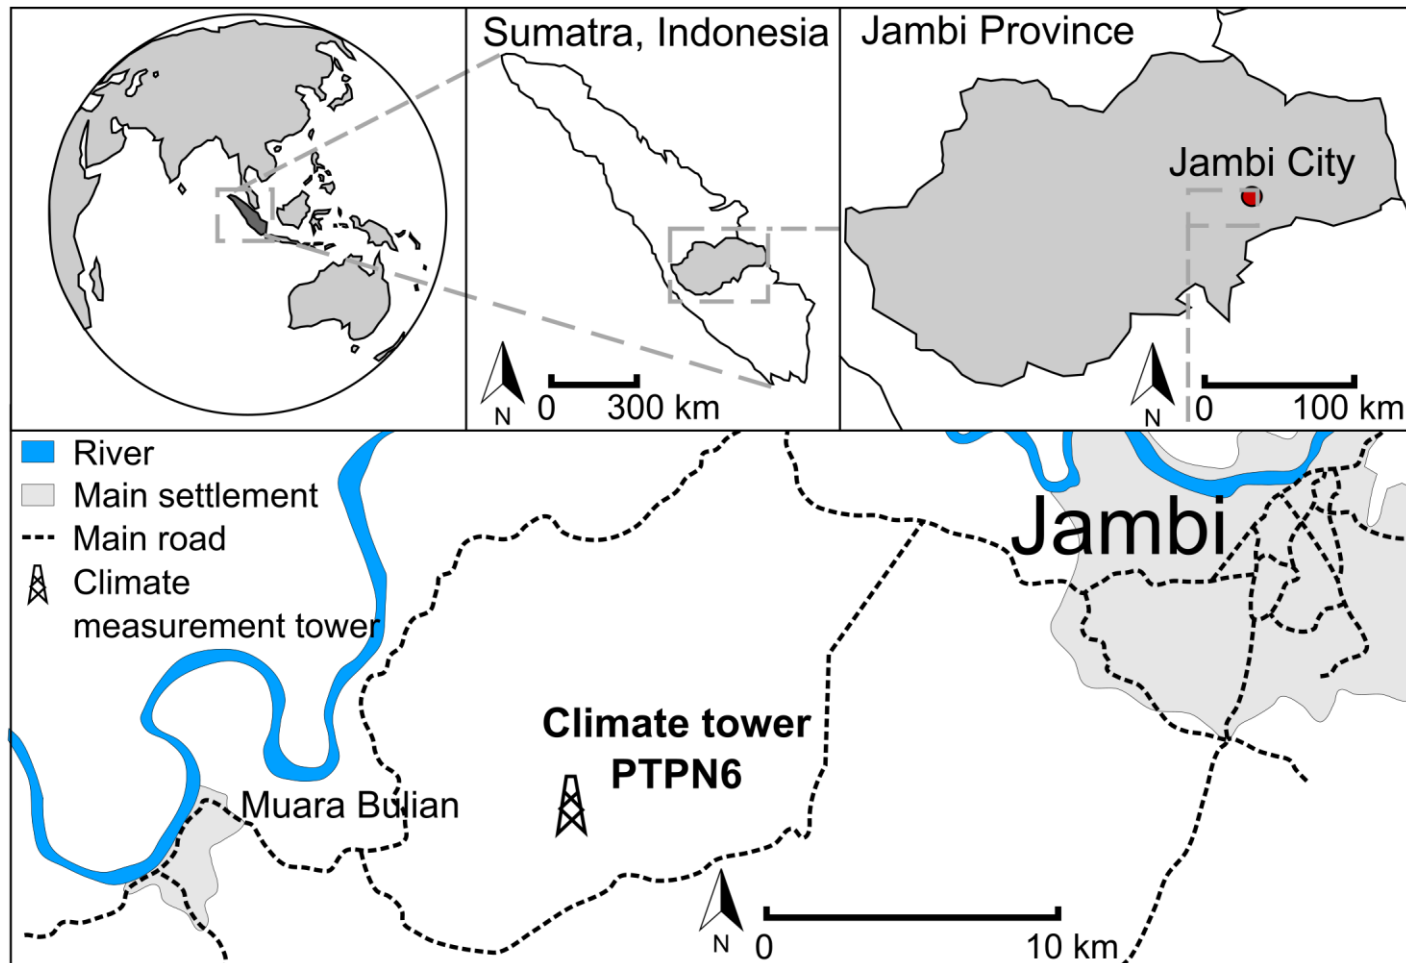 Sumatra, Indonesia
N
0 300 km
Jambi Province
Jambi City
N
0 100 km
River
Main settlement
Main road
Climate
measurement tower
Jambi
Climate tower
PTPN6
Muara Bulian
N
0 10 km